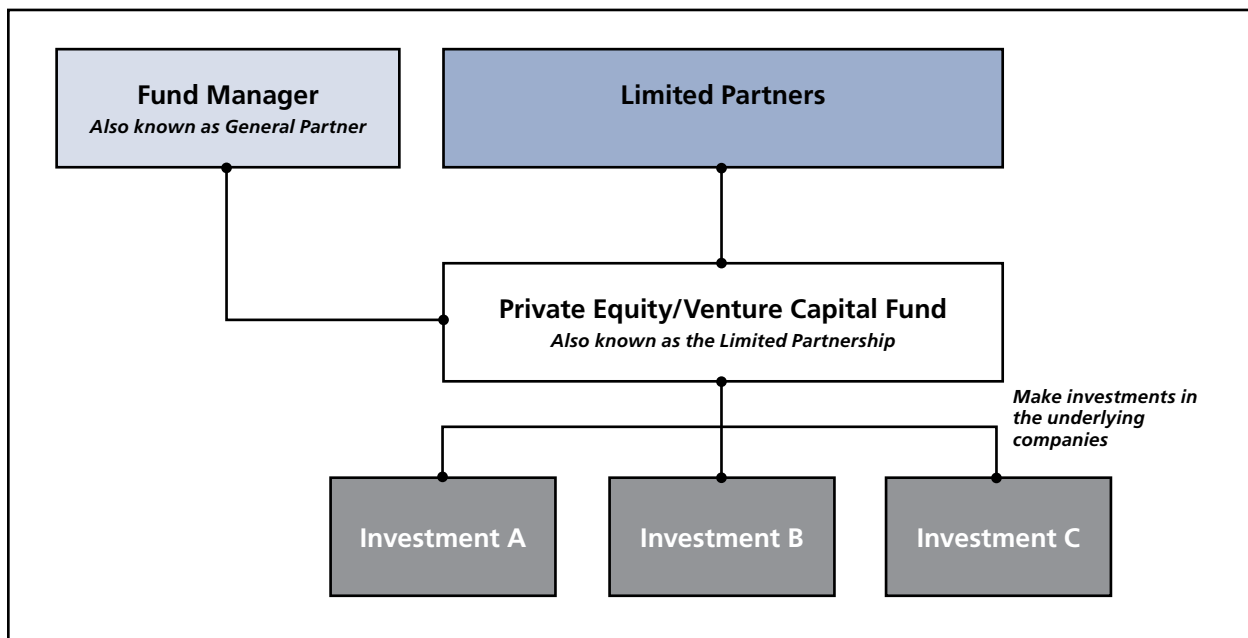 Fund Manager
Also known as General Partner
Limited Partners
Private Equity/Venture Capital Fund
Also known as the Limited Partnership
Make investments in
the underlying
companies
Investment A
Investment B
Investment C